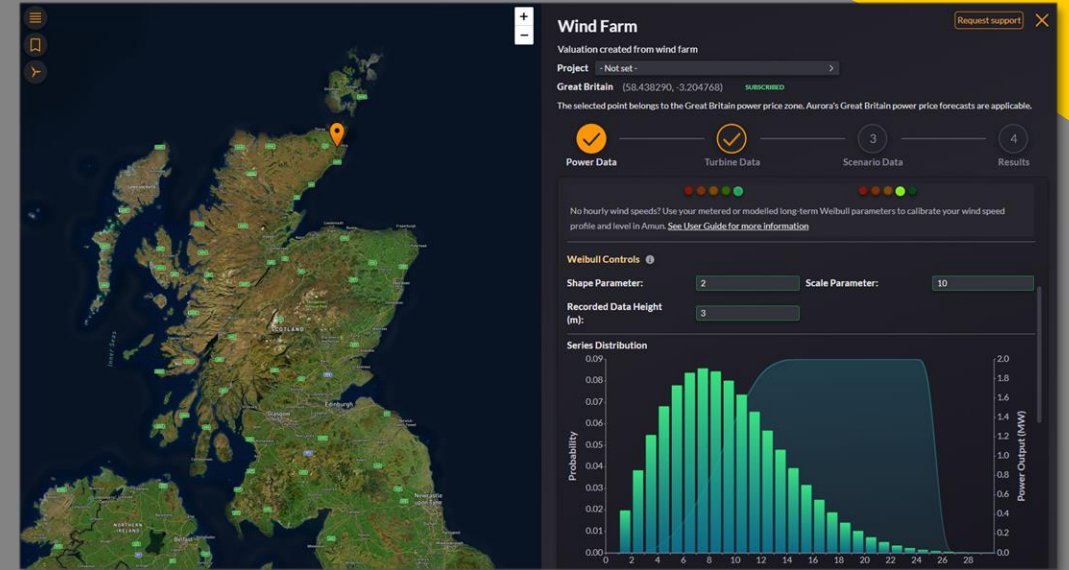 +
−
Inner Seas
SCOTLAND
Glasgow
Edinburgh
Newcastle
upon Tyne
NORTHERN
IRELAND
Belfast
Wind Farm
Request support
Valuation created from wind farm
Project - Not set - >
Great Britain (58.438290, -3.204768) SUBSCRIBED
The selected point belongs to the Great Britain power price zone. Aurora's Great Britain power price forecasts are applicable.
3 4
Power Data Turbine Data Scenario Data Results
No hourly wind speeds? Use your metered or modelled long-term Weibull parameters to calibrate your wind speed
profile and level in Amun. See User Guide for more information
Weibull Controls i
Shape Parameter: 2 Scale Parameter: 10
Recorded Data Height
(m): 3
Series Distribution
0.09
0.08
0.07
0.06
0.05
0.04
0.03
0.02
0.01
0.00
Probability
2.0
1.8
1.6
1.4
1.2
1.0
0.8
0.6
0.4
0.2
0.0
Power Output (MW)
0 2 4 6 8 10 12 14 16 18 20 22 24 26 28